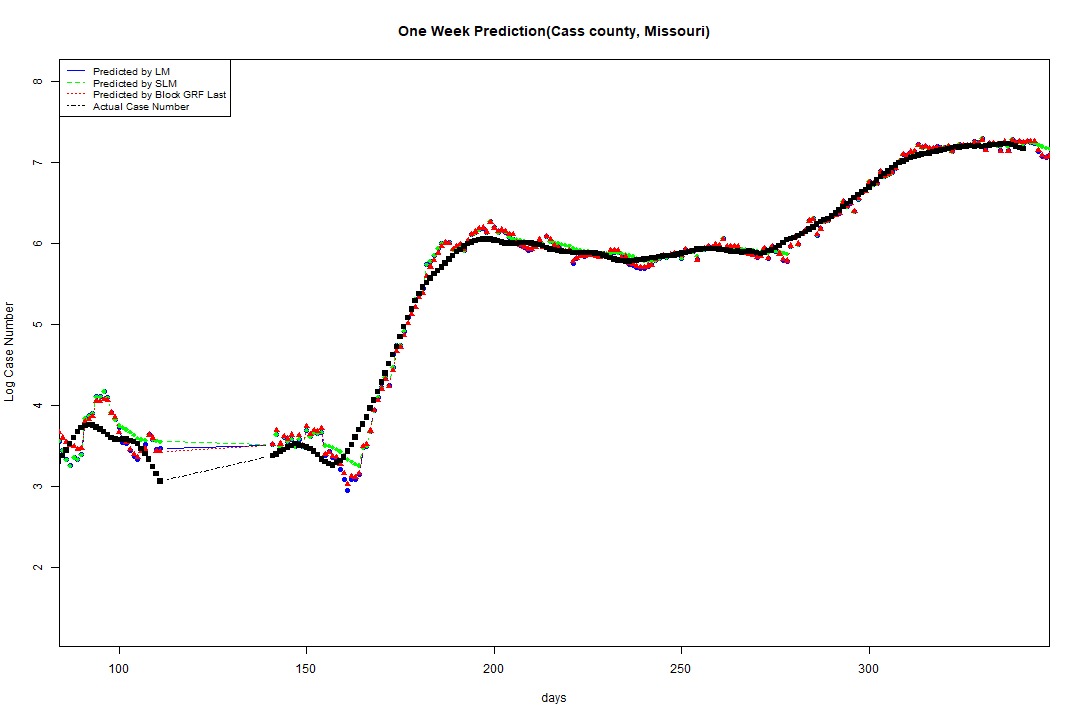 One Week Prediction(Cass county, Missouri)
Predicted by LM
Predicted by SLM
Predicted by Block GRF Last
Actual Case Number
8
7
6
5
4
3
2
Log Case Number
100 150 200 250 300
days